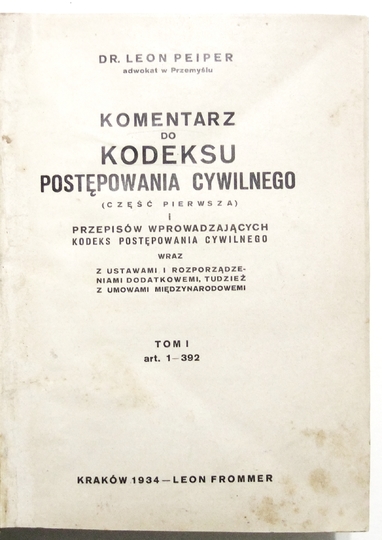 DR. LEON PEIPER
adwokat w Przemyślu
KOMENTARZ
DO
KODEKSU
POSTĘPOWANIA CYWILNEGO
(CZĘŚĆ PIERWSZA)
i
PRZEPISÓW WPROWADZAJĄCYCH
KODEKS POSTĘPOWANIA CYWILNEGO
WRAZ
Z USTAWAMI I ROZPORZĄDZE-
NIAMI DODATKOWEMI, TUDZIEŻ
Z UMOWAMI MIĘDZYNARODOWEMI
TOM I
art. 1—392
KRAKÓW 1934—LEON FROMMER